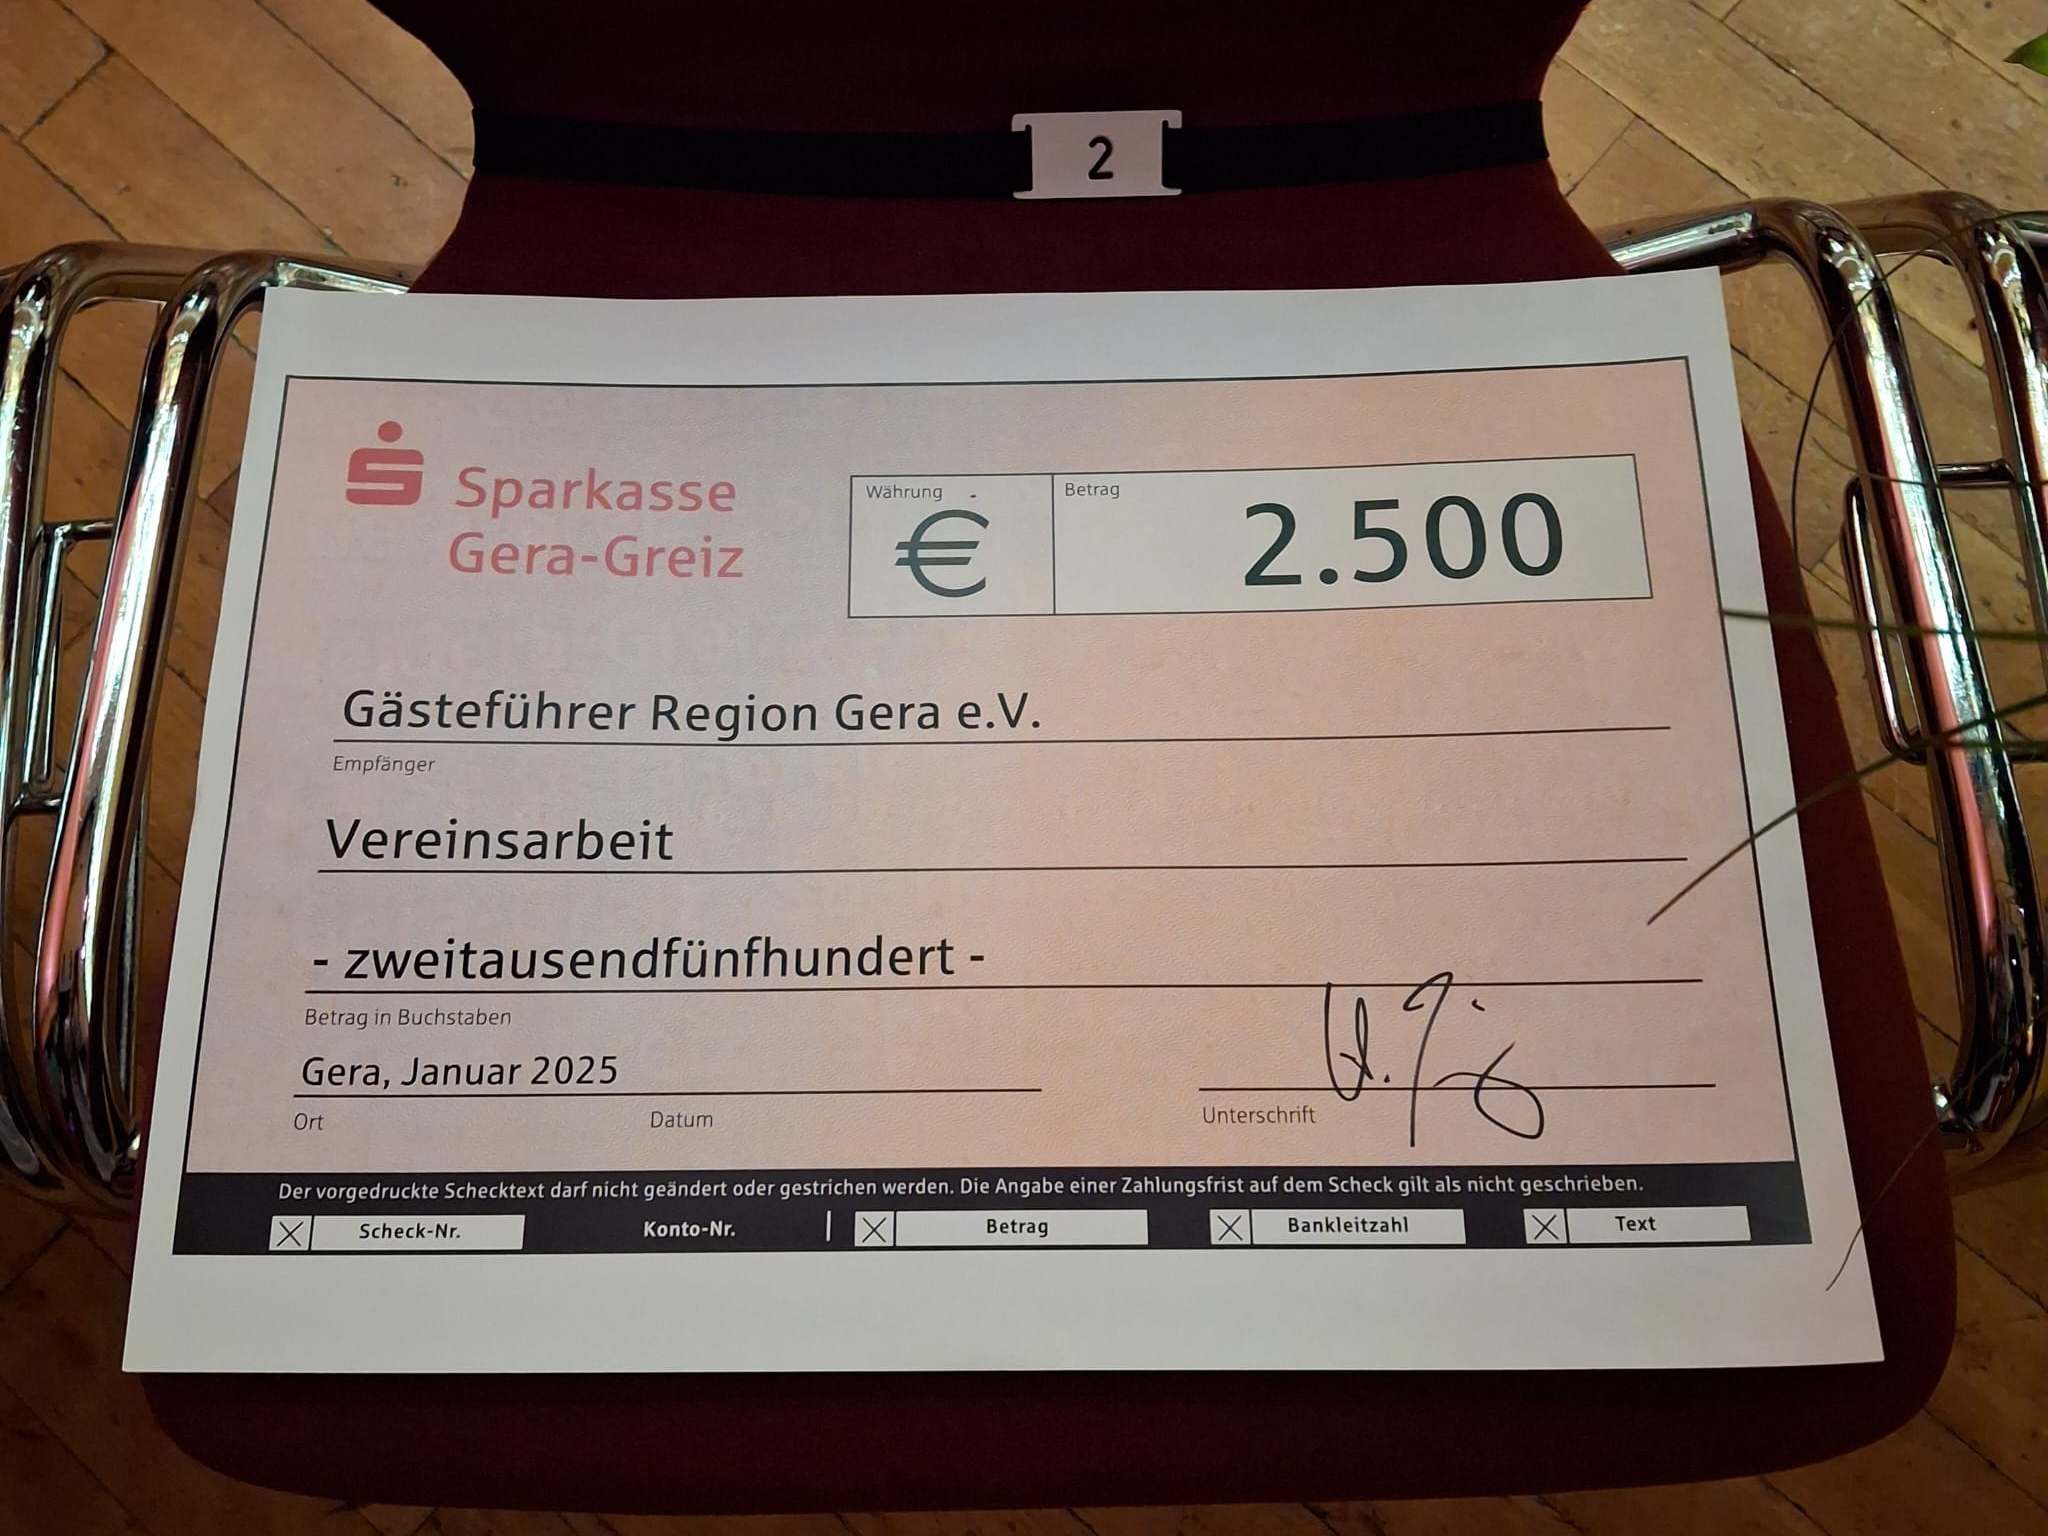 2
Sparkasse
Gera-Greiz
Währung
€
Betrag
2.500
Gästeführer Region Gera e.V.
Empfänger
Vereinsarbeit
- zweitausendfünfhundert -
Betrag in Buchstaben
Gera, Januar 2025
Ort
Datum
Unterschrift
Der vorgedruckte Schecktext darf nicht geändert oder gestrichen werden. Die Angabe einer Zahlungsfrist auf dem Scheck gilt als nicht geschrieben.
Scheck-Nr. Konto-Nr. | Betrag Bankleitzahl Text